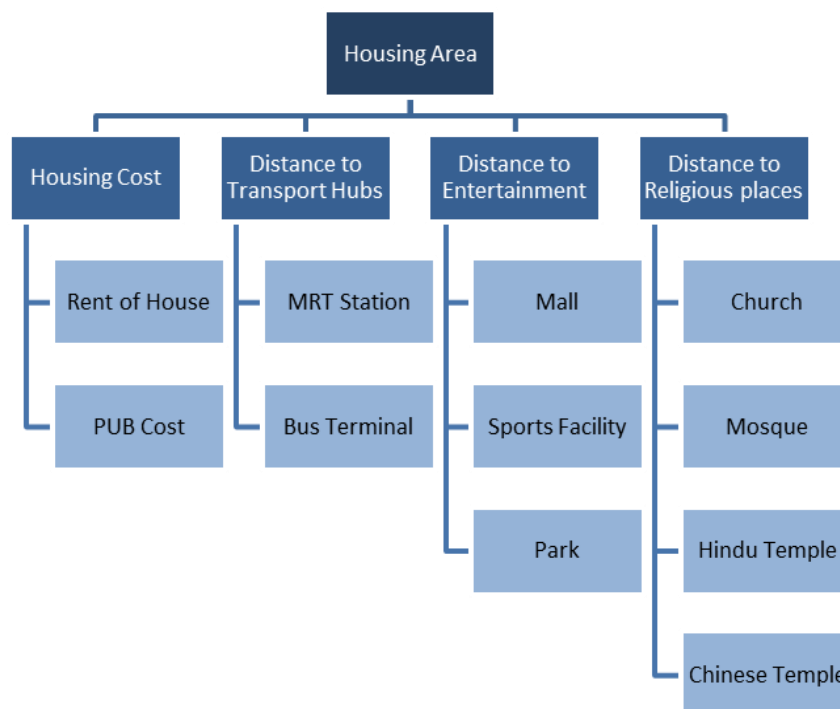 Housing Area
Housing Cost
Distance to
Transport Hubs
Distance to
Entertainment
Distance to
Religious places
Rent of House
MRT Station
Mall
Church
PUB Cost
Bus Terminal
Sports Facility
Mosque
Park
Hindu Temple
Chinese Temple